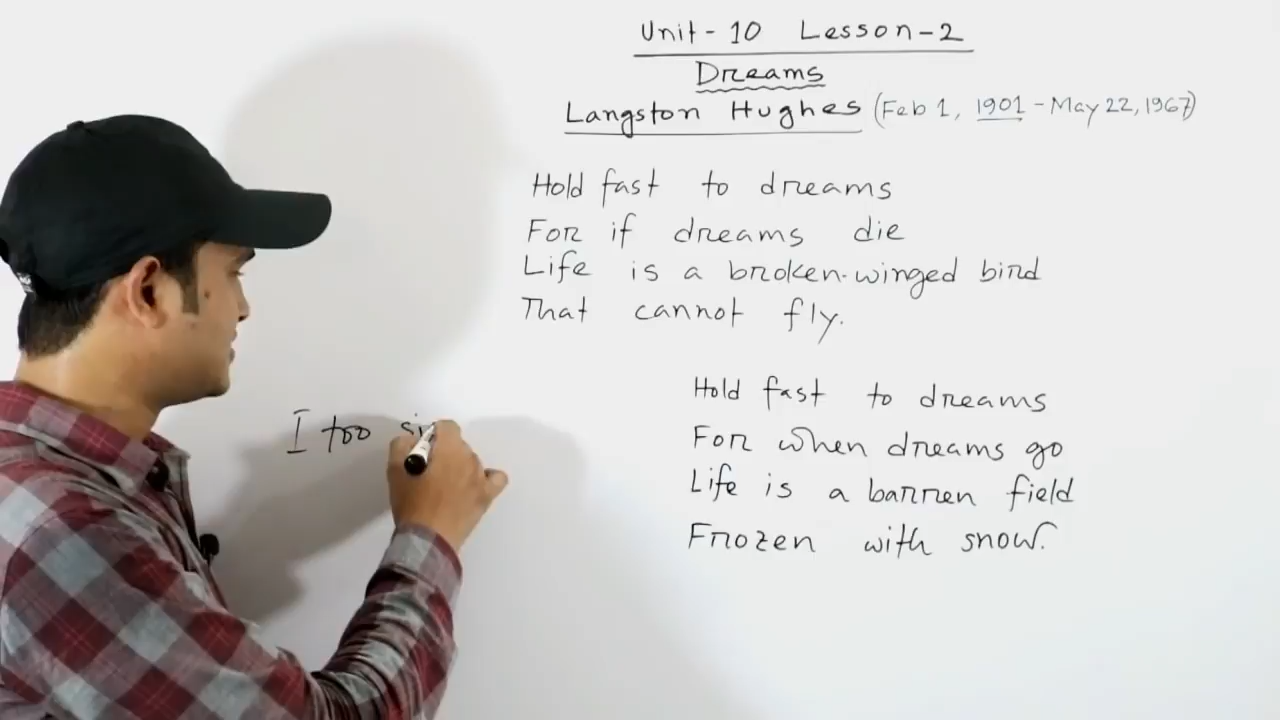 Unit - 10 Lesson - 2
Dreams
Langston Hughes (Feb 1, 1901 - May 22, 1967)
Hold fast to dreams
For if dreams die
Life is a broken-winged bird
That cannot fly.
Hold fast to dreams
For when dreams go
Life is a barren field
Frozen with snow.
I too si